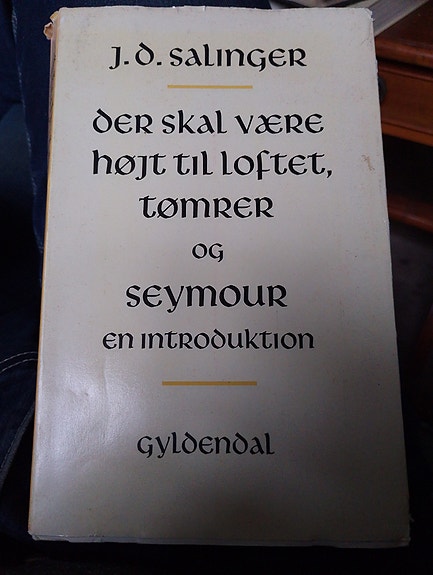 J. D. SALINGER
DER SKAL VÆRE
HØJT TIL LOFTET,
TØMRER
OG
SEYMOUR
EN INTRODUKTION
GYLDENDAL